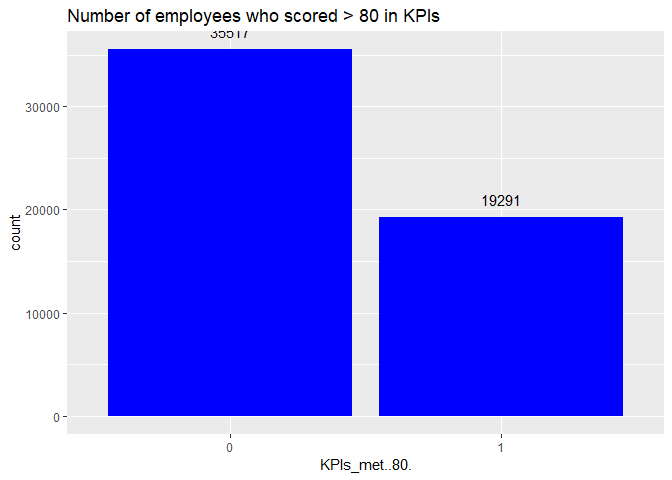 Number of employees who scored > 80 in KPIs
35517
19291
30000
20000
10000
0
count
0 1
KPIs_met..80.